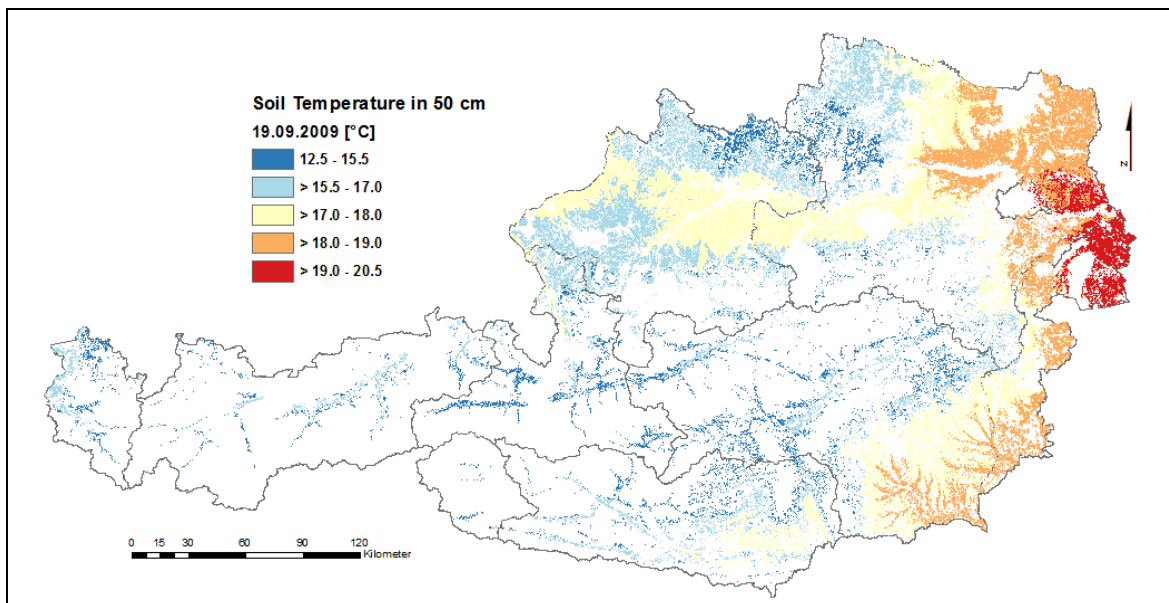 Soil Temperature in 50 cm
19.09.2009 [°C]
12.5 - 15.5
> 15.5 - 17.0
> 17.0 - 18.0
> 18.0 - 19.0
> 19.0 - 20.5
N
0 15 30 60 90 120
Kilometer